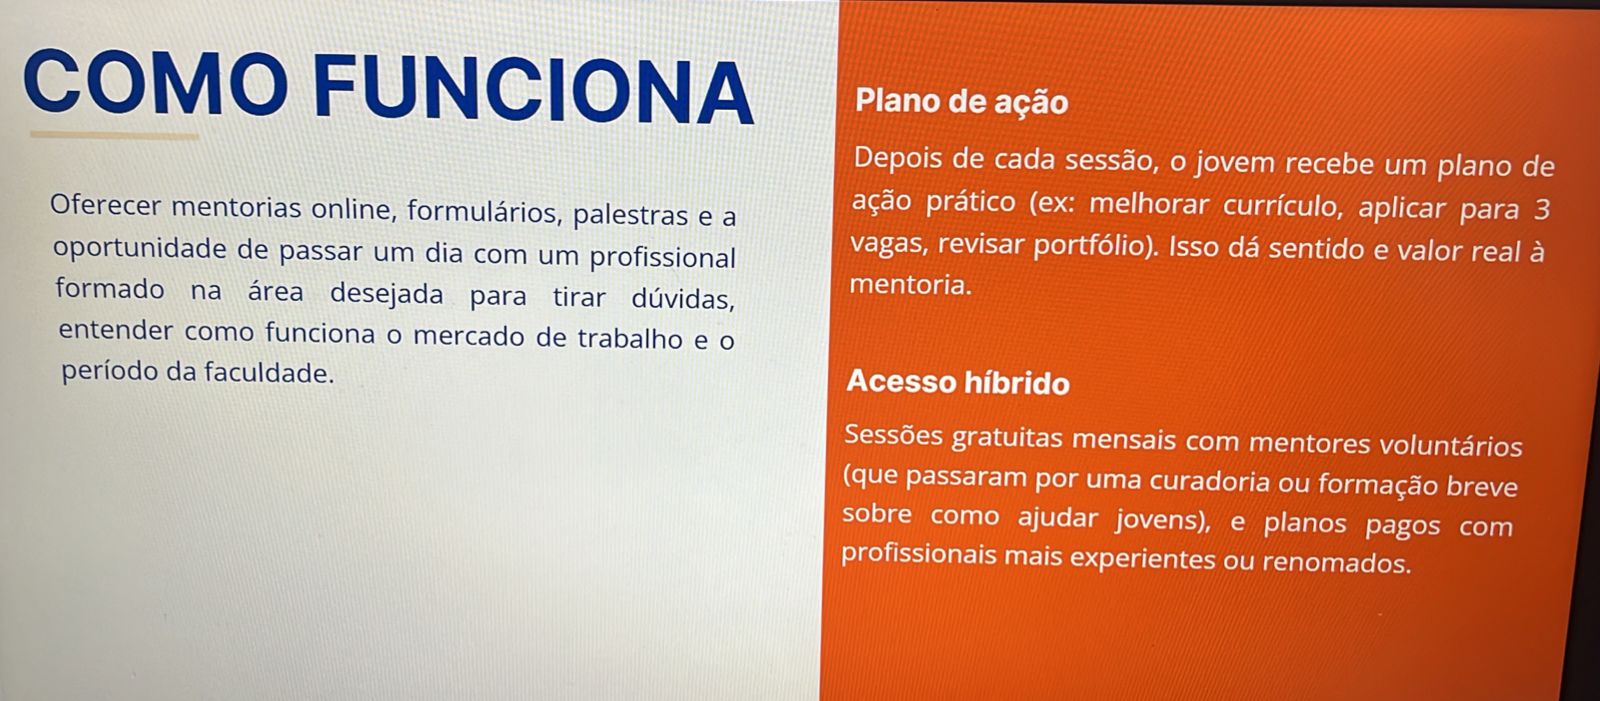 COMO FUNCIONA
Oferecer mentorias online, formulários, palestras e a
oportunidade de passar um dia com um profissional
formado na área desejada para tirar dúvidas,
entender como funciona o mercado de trabalho e o
período da faculdade.
Plano de ação
Depois de cada sessão, o jovem recebe um plano de
ação prático (ex: melhorar currículo, aplicar para 3
vagas, revisar portfólio). Isso dá sentido e valor real à
mentoria.
Acesso híbrido
Sessões gratuitas mensais com mentores voluntários
(que passaram por uma curadoria ou formação breve
sobre como ajudar jovens), e planos pagos com
profissionais mais experientes ou renomados.